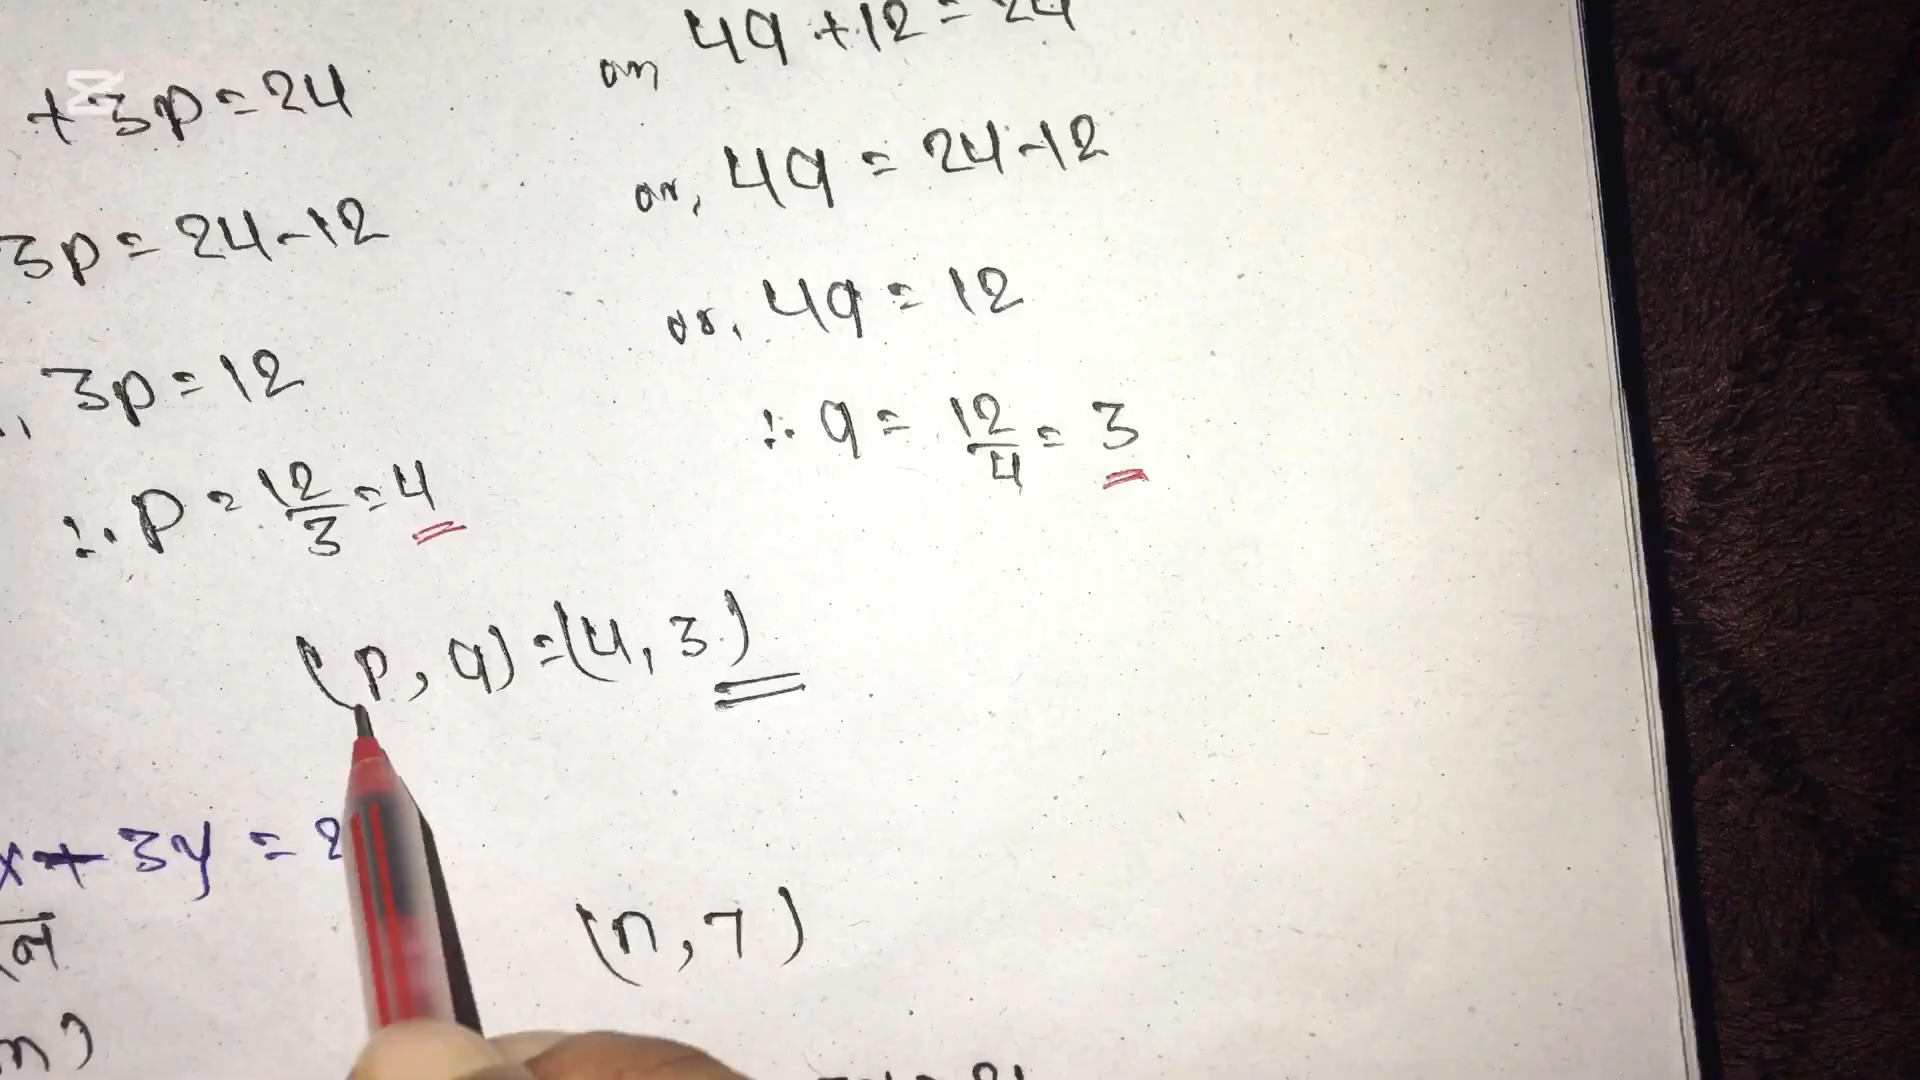 + 3p = 24
3p = 24 - 12
3p = 12
∴ p = 12/3 = 4
or, 4q + 12 = 24
or, 4q = 24 - 12
or, 4q = 12
∴ q = 12/4 = 3
(p, q) = (4, 3)
x + 3y = 2
(n, 7)